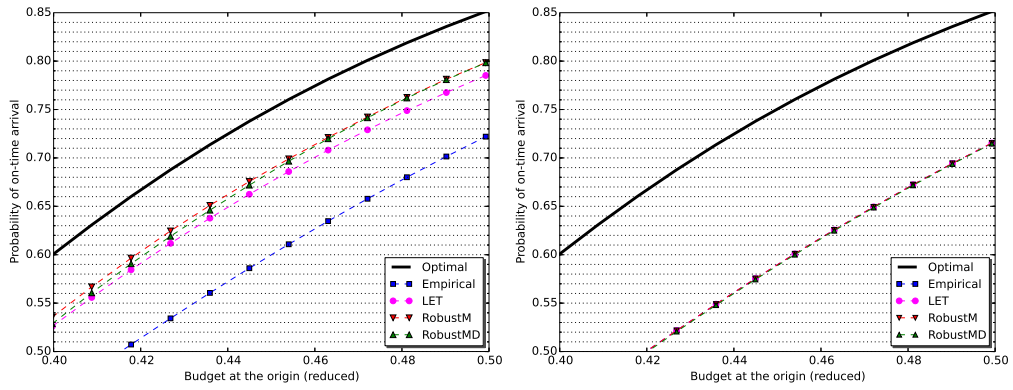 0.85
0.80
0.75
0.70
0.65
0.60
0.55
0.50
Probability of on-time arrival
0.40 0.42 0.44 0.46 0.48 0.50
Budget at the origin (reduced)
Optimal
Empirical
LET
RobustM
RobustMD
0.85
0.80
0.75
0.70
0.65
0.60
0.55
0.50
Probability of on-time arrival
0.40 0.42 0.44 0.46 0.48 0.50
Budget at the origin (reduced)
Optimal
Empirical
LET
RobustM
RobustMD